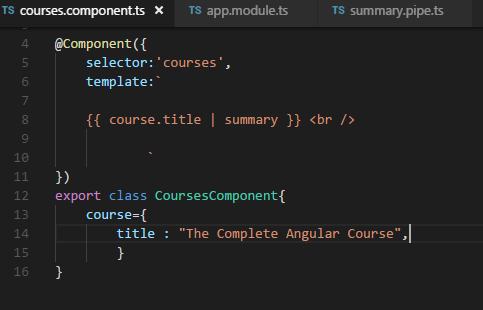 TS courses.component.ts × TS app.module.ts TS summary.pipe.ts
4 @Component({
5 selector:'courses',
6 template:`
7
8 {{ course.title | summary }} <br />
9
10 `
11 })
12 export class CoursesComponent{
13 course={
14 title : "The Complete Angular Course",
15 }
16 }